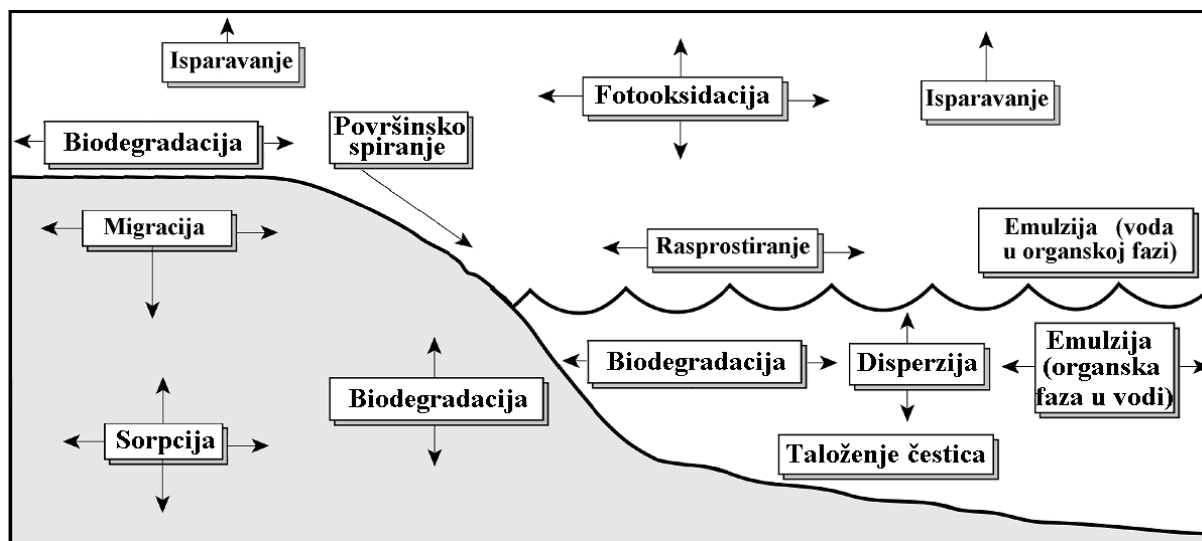 Isparavanje
Fotooksidacija
Isparavanje
Biodegradacija
Površinsko
spiranje
Migracija
Rasprostiranje
Emulzija (voda
u organskoj fazi)
Biodegradacija
Disperzija
Emulzija
(organska
faza u vodi)
Biodegradacija
Sorpcija
Taloženje čestica